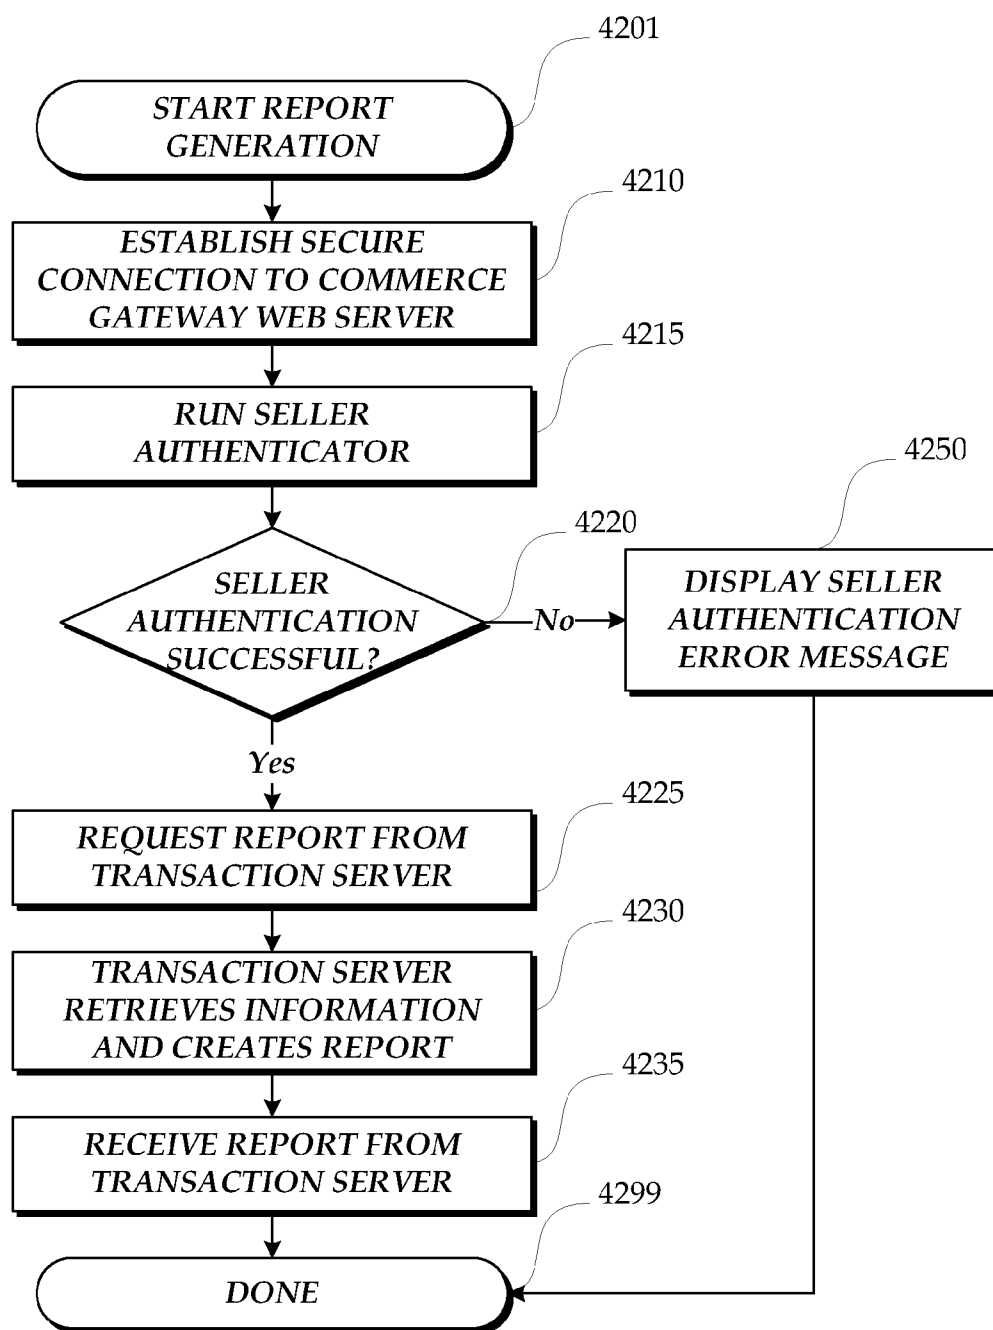 4201
START REPORT
GENERATION
4210
ESTABLISH SECURE
CONNECTION TO COMMERCE
GATEWAY WEB SERVER
4215
RUN SELLER
AUTHENTICATOR
4220
SELLER
AUTHENTICATION
SUCCESSFUL?
No
4250
DISPLAY SELLER
AUTHENTICATION
ERROR MESSAGE
Yes
4225
REQUEST REPORT FROM
TRANSACTION SERVER
4230
TRANSACTION SERVER
RETRIEVES INFORMATION
AND CREATES REPORT
4235
RECEIVE REPORT FROM
TRANSACTION SERVER
4299
DONE